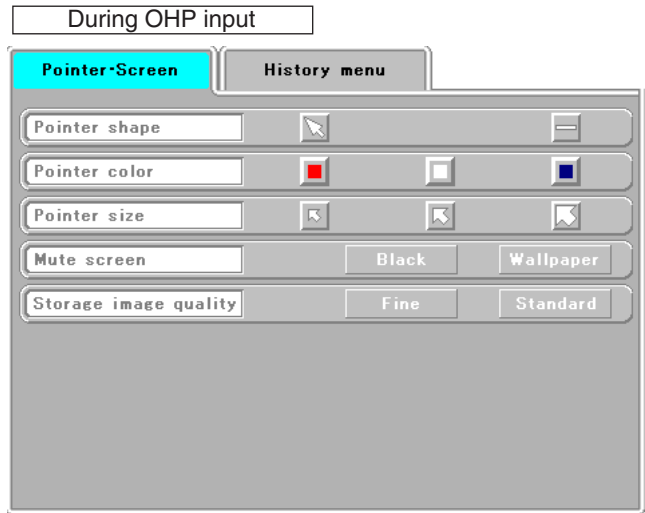 During OHP input
Pointer·Screen
History menu
Pointer shape
Pointer color
Pointer size
Mute screen
Black
Wallpaper
Storage image quality
Fine
Standard